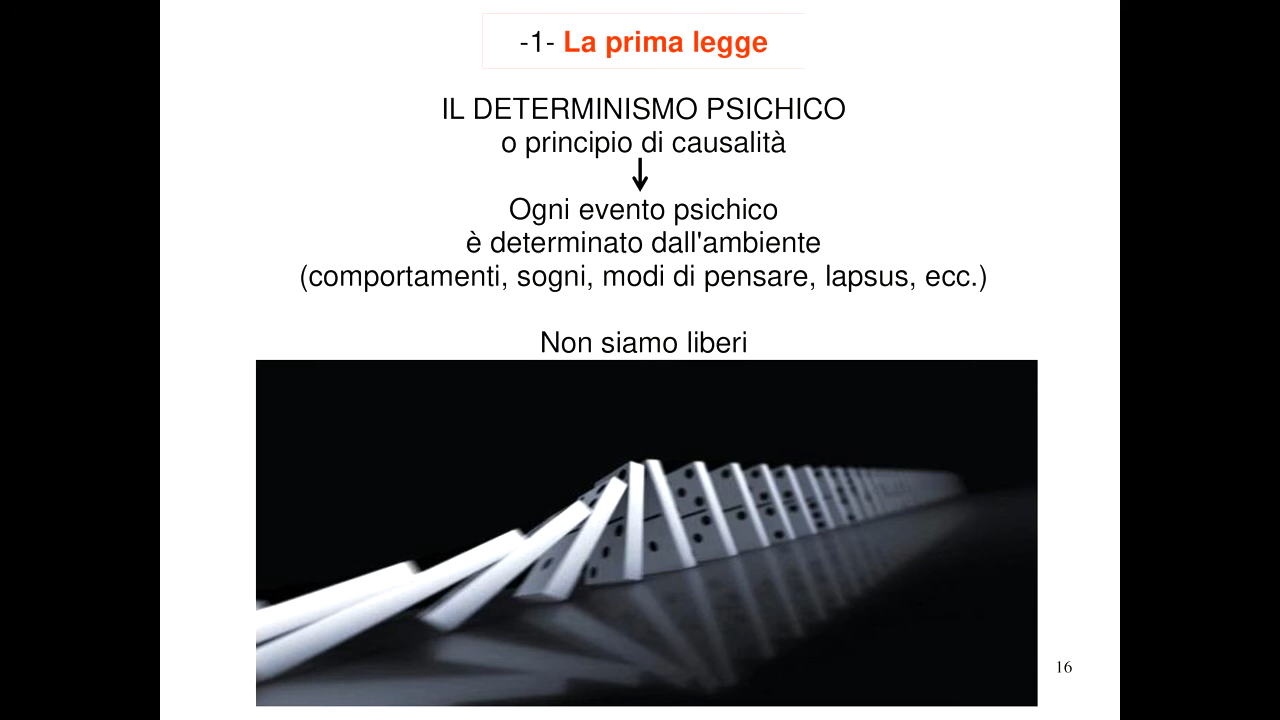 -1- La prima legge
IL DETERMINISMO PSICHICO
o principio di causalità
Ogni evento psichico
è determinato dall'ambiente
(comportamenti, sogni, modi di pensare, lapsus, ecc.)
Non siamo liberi
16